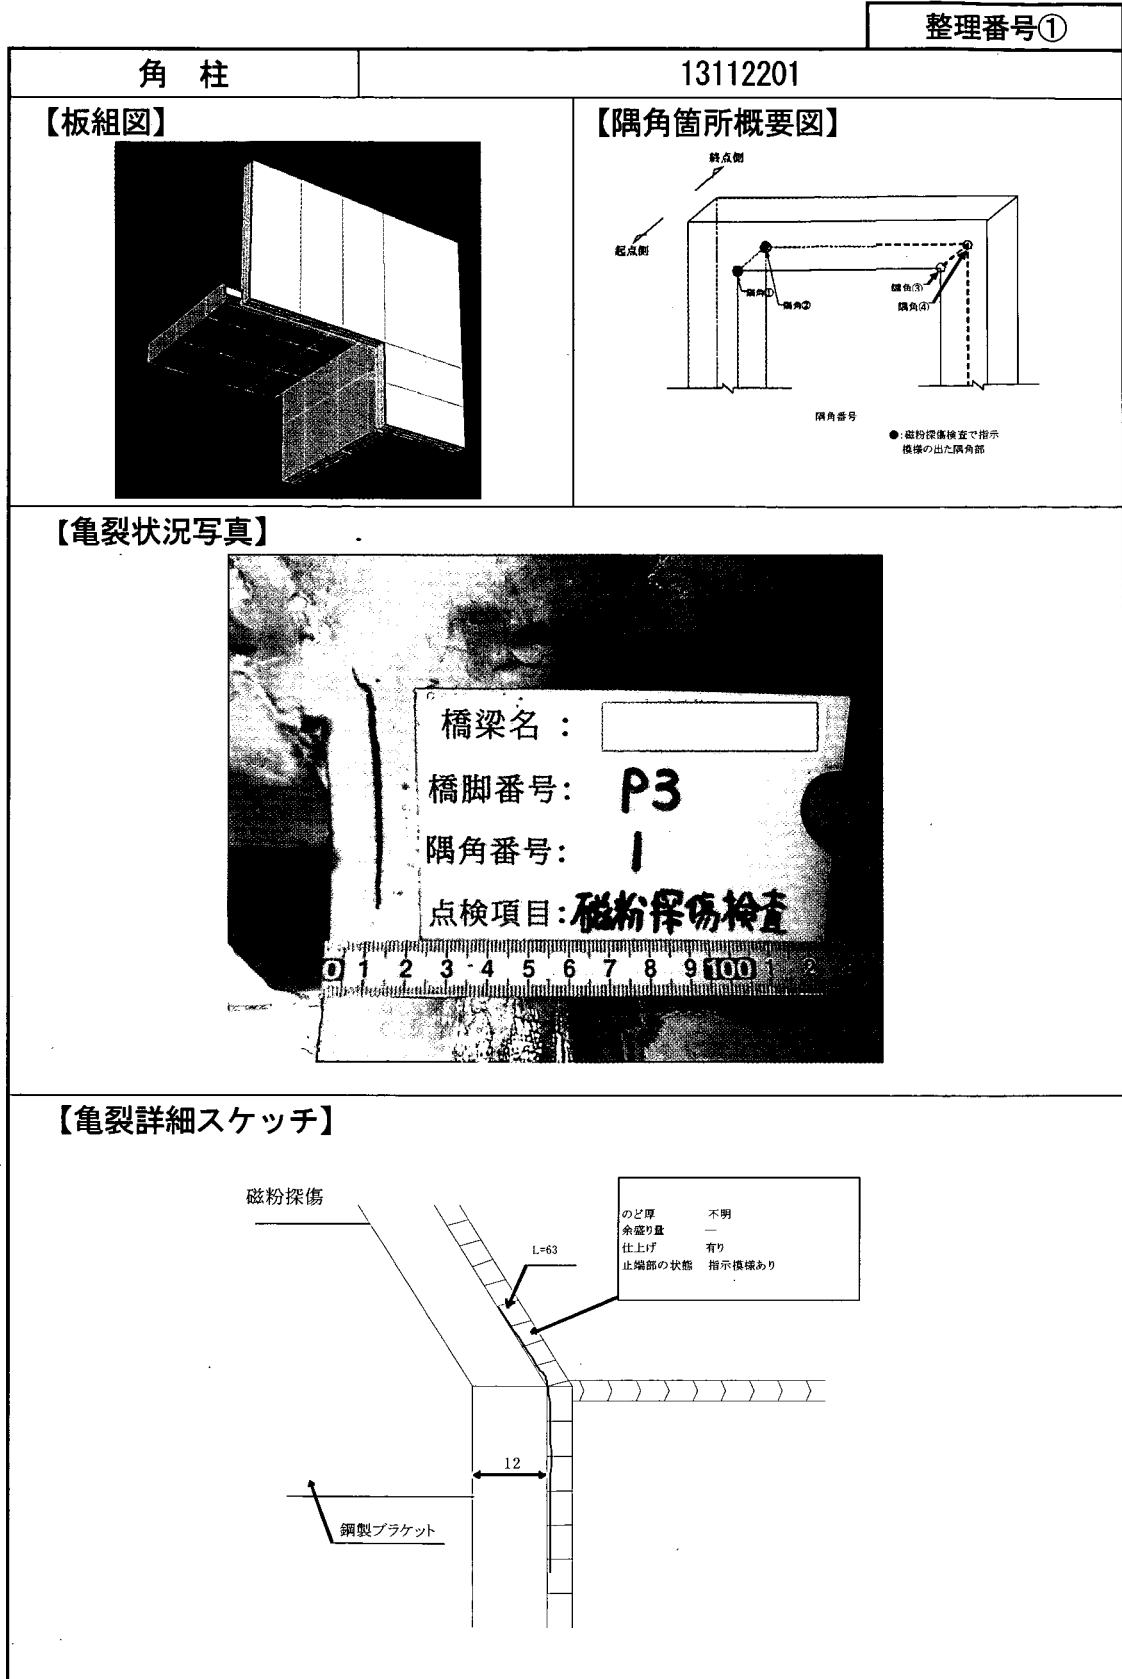 整理番号①
角 柱
13112201
【板組図】
【隅角箇所概要図】
終点側
起点側
隅角①
隅角②
隅角③
隅角④
隅角番号
●:磁粉探傷検査で指示
模様の出た隅角部
【亀裂状況写真】
橋梁名 :
橋脚番号: P3
隅角番号: 1
点検項目:磁粉探傷検査
0 1 2 3 4 5 6 7 8 9 100 1 2
【亀裂詳細スケッチ】
磁粉探傷
のど厚 不明
余盛り量 —
仕上げ 有り
止端部の状態 指示模様あり
L=63
12
鋼製ブラケット